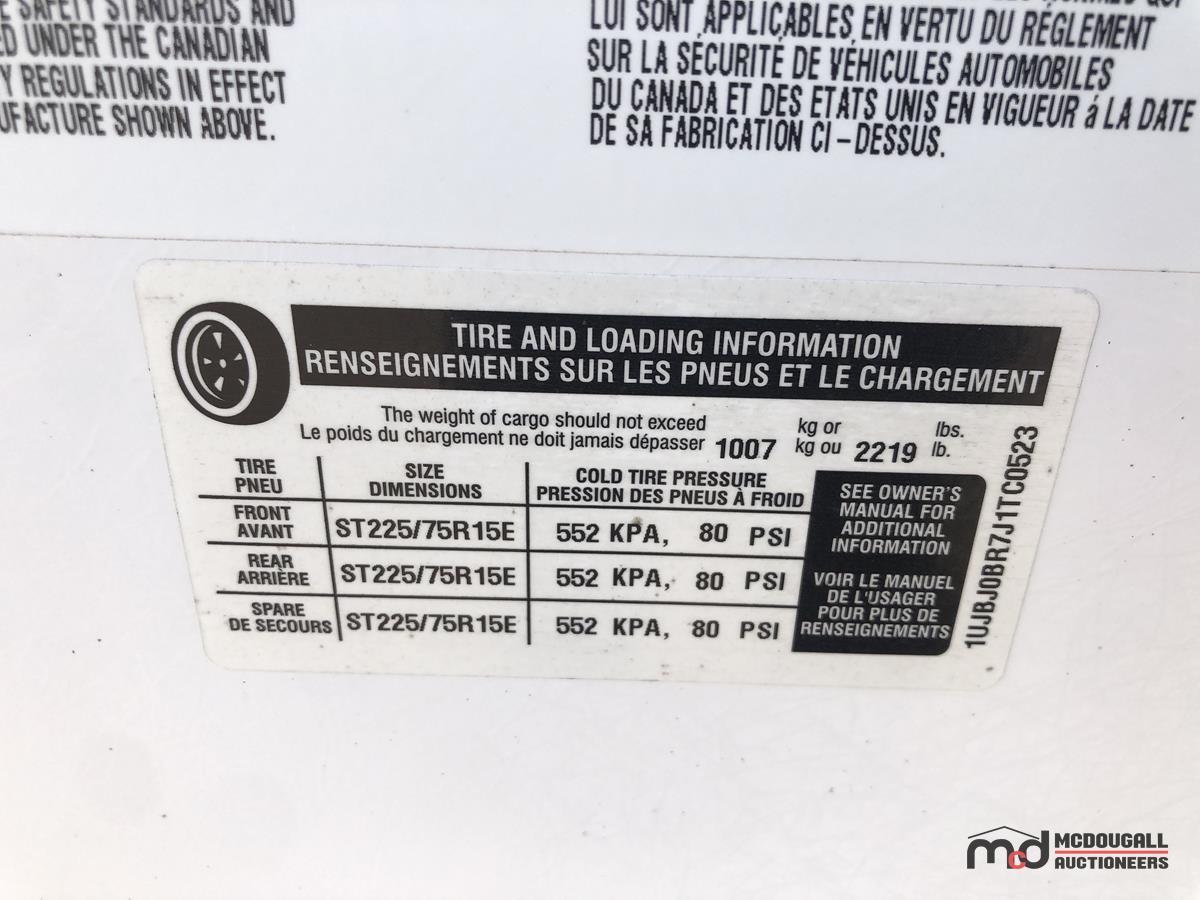 SAFETY STANDARDS AND
UNDER THE CANADIAN
REGULATIONS IN EFFECT
SHOWN ABOVE.
LUI SONT APPLICABLES EN VERTU DU RÉGLEMENT
SUR LA SÉCURITÉ DE VÉHICULES AUTOMOBILES
DU CANADA ET DES ETATS UNIS EN VIGUEUR á LA DATE
DE SA FABRICATION CI-DESSUS.
TIRE AND LOADING INFORMATION
RENSEIGNEMENTS SUR LES PNEUS ET LE CHARGEMENT
The weight of cargo should not exceed
Le poids du chargement ne doit jamais dépasser 1007 kg or kg ou 2219 lbs. lb.
TIRE PNEU SIZE DIMENSIONS COLD TIRE PRESSURE PRESSION DES PNEUS À FROID
FRONT AVANT ST225/75R15E 552 KPA, 80 PSI
REAR ARRIÈRE ST225/75R15E 552 KPA, 80 PSI
SPARE DE SECOURS ST225/75R15E 552 KPA, 80 PSI
SEE OWNER'S
MANUAL FOR
ADDITIONAL
INFORMATION
VOIR LE MANUEL
DE L'USAGER
POUR PLUS DE
RENSEIGNEMENTS
1UJBJ0BR7J1TC0523
mcd MCDOUGALL
AUCTIONEERS